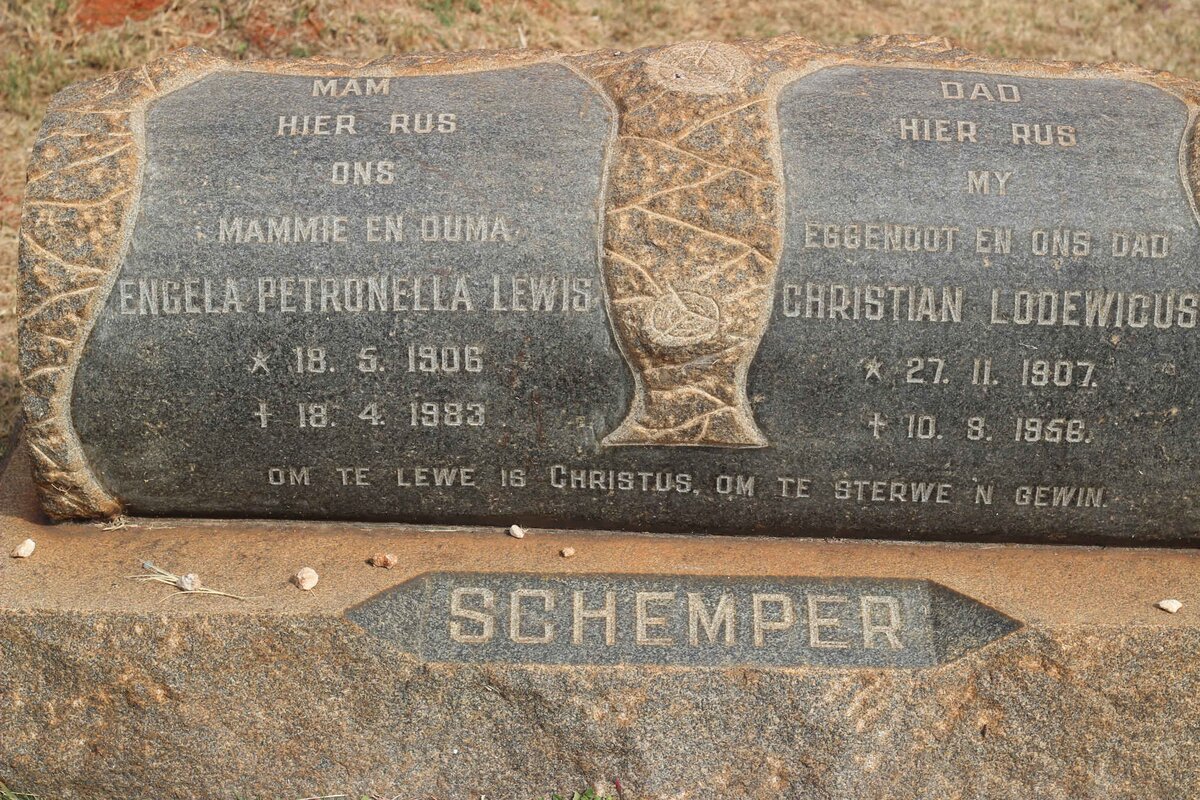 MAM
HIER RUS
ONS
MAMMIE EN OUMA
ENGELA PETRONELLA LEWIS
* 18. 5. 1906
† 18. 4. 1983
DAD
HIER RUS
MY
EGGENOOT EN ONS DAD
CHRISTIAN LODEWICUS
* 27. 11. 1907.
† 10. 9. 1958.
OM TE LEWE IS CHRISTUS, OM TE STERWE N GEWIN.
SCHEMPER